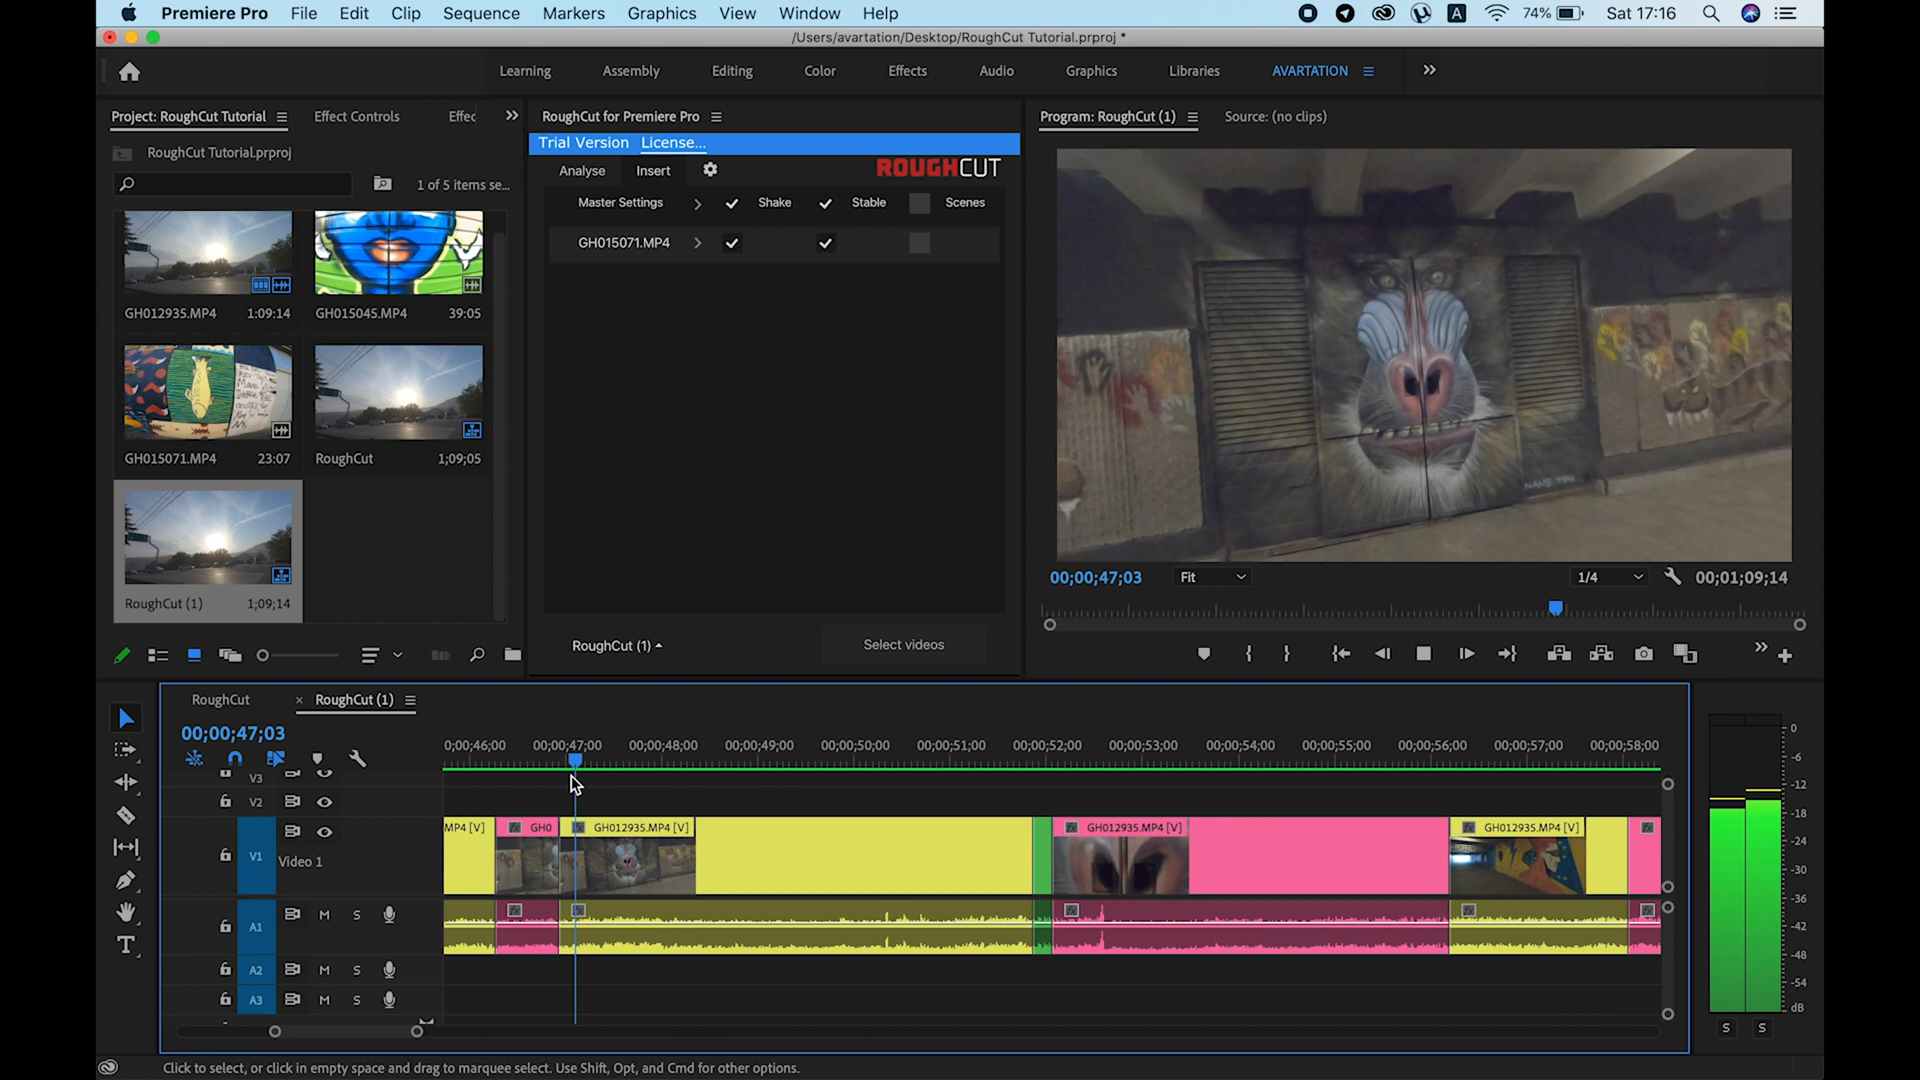 Premiere Pro File Edit Clip Sequence Markers Graphics View Window Help
A 74% Sat 17:16
/Users/avartation/Desktop/RoughCut Tutorial.prproj *
Learning Assembly Editing Color Effects Audio Graphics Libraries AVARTATION
Project: RoughCut Tutorial Effect Controls Effec
RoughCut Tutorial.prproj
1 of 5 items se...
GH012935.MP4 1:09:14
GH015045.MP4 39:05
GH015071.MP4 23:07
RoughCut 1;09;05
RoughCut (1) 1;09;14
RoughCut for Premiere Pro
Trial Version License...
Analyse Insert
ROUGHCUT
Master Settings Shake Stable Scenes
GH015071.MP4
RoughCut (1)
Select videos
Program: RoughCut (1) Source: (no clips)
00;00;47;03 Fit 1/4 00;01;09;14
RoughCut RoughCut (1)
00;00;47;03
0;00;46;00 00;00;47;00 00;00;48;00 00;00;49;00 00;00;50;00 00;00;51;00 00;00;52;00 00;00;53;00 00;00;54;00 00;00;55;00 00;00;56;00 00;00;57;00 00;00;58;00
V3
V2
V1 Video 1
MP4 [V] GH0 GH012935.MP4 [V] GH012935.MP4 [V] GH012935.MP4 [V]
A1 M S
A2 M S
A3 M S
0
-6
-12
-18
-24
-30
-36
-42
-48
-54
dB
S S
Click to select, or click in empty space and drag to marquee select. Use Shift, Opt, and Cmd for other options.